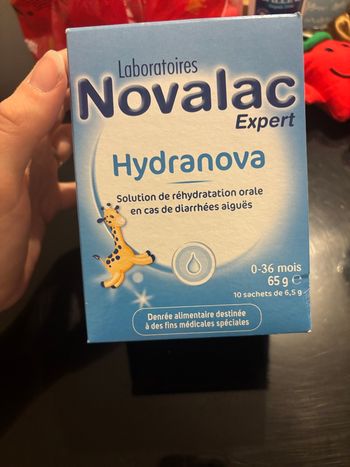 Laboratoires
Novalac
Expert
Hydranova
Solution de réhydratation orale
en cas de diarrhées aiguës
0-36 mois
65 g e
10 sachets de 6,5 g
Denrée alimentaire destinée
à des fins médicales spéciales